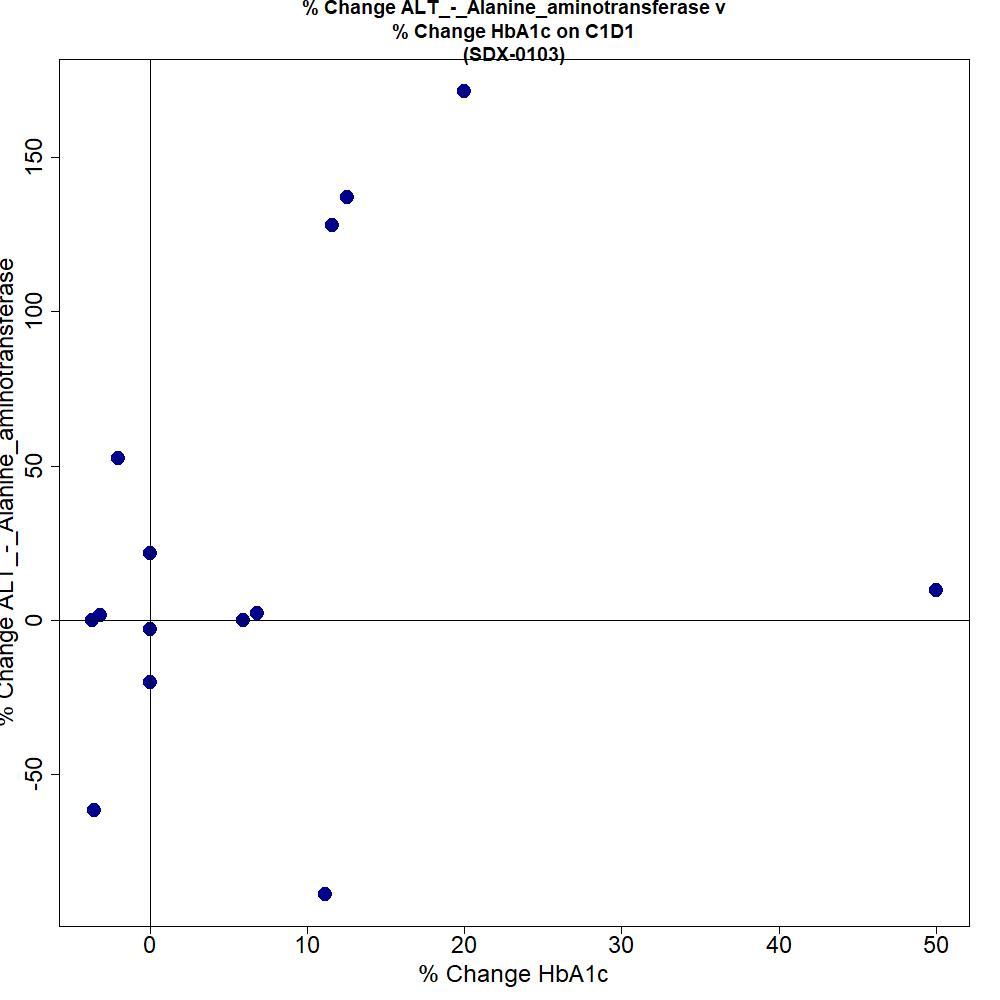 % Change ALT_-_Alanine_aminotransferase v
% Change HbA1c on C1D1
(SDX-0103)
% Change ALT_-_Alanine_aminotransferase
150
100
50
0
-50
0 10 20 30 40 50
% Change HbA1c